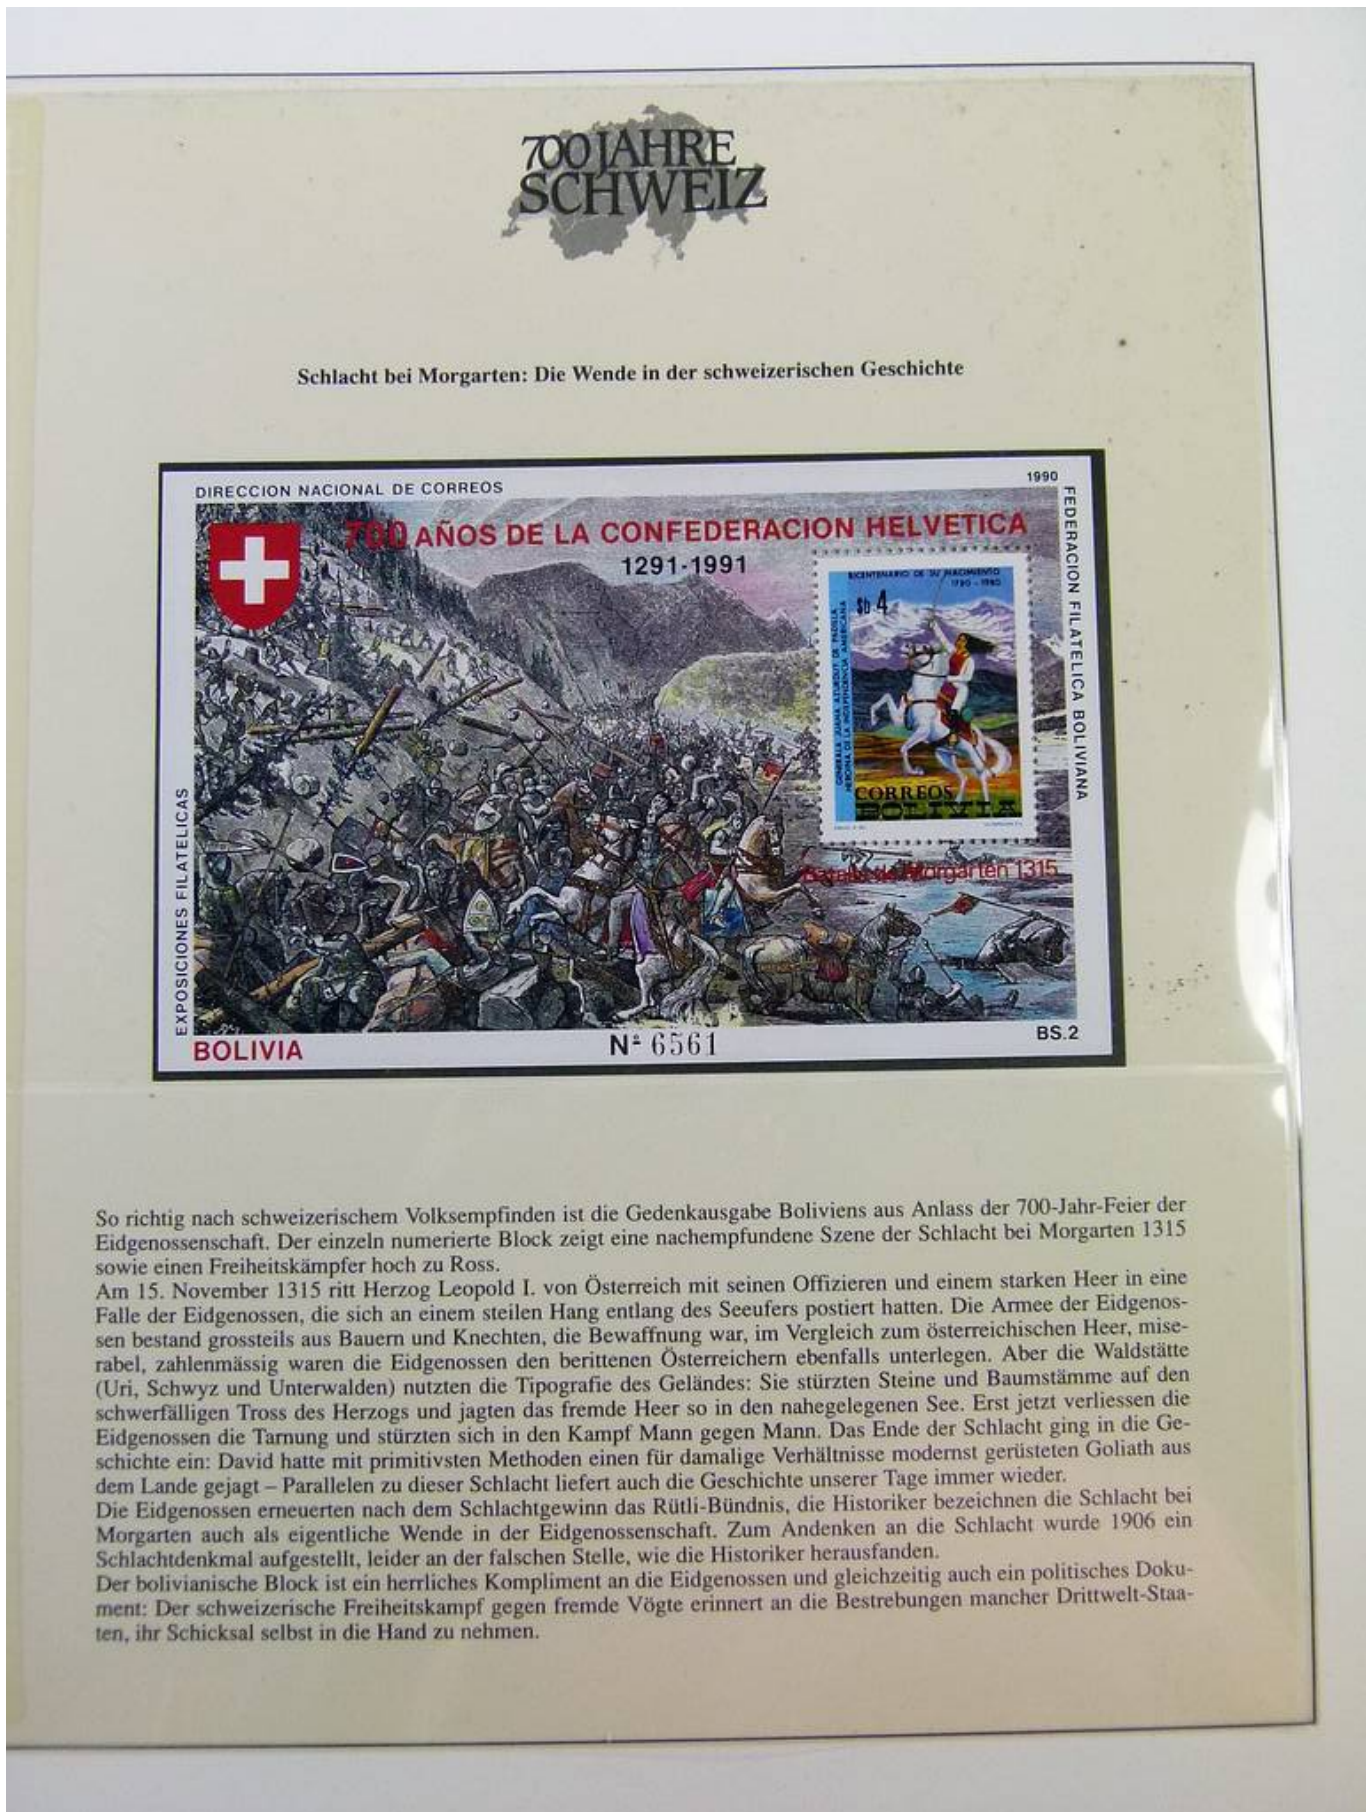 700 JAHRE
SCHWEIZ
Schlacht bei Morgarten: Die Wende in der schweizerischen Geschichte
DIRECCION NACIONAL DE CORREOS
1990
700 AÑOS DE LA CONFEDERACION HELVETICA
1291-1991
FEDERACION FILATELICA BOLIVIANA
BICENTENARIO DE SU NACIMIENTO
1780 - 1980
$b 4
GENERALA JUANA AZURDUY DE PADILLA
HEROINA DE LA INDEPENDENCIA AMERICANA
CORREOS
BOLIVIA
Batalla de Morgarten 1315
EXPOSICIONES FILATELICAS
BOLIVIA
Nº 6561
BS.2
So richtig nach schweizerischem Volksempfinden ist die Gedenkausgabe Boliviens aus Anlass der 700-Jahr-Feier der
Eidgenossenschaft. Der einzeln numerierte Block zeigt eine nachempfundene Szene der Schlacht bei Morgarten 1315
sowie einen Freiheitskämpfer hoch zu Ross.
Am 15. November 1315 ritt Herzog Leopold I. von Österreich mit seinen Offizieren und einem starken Heer in eine
Falle der Eidgenossen, die sich an einem steilen Hang entlang des Seeufers postiert hatten. Die Armee der Eidgenos-
sen bestand grossteils aus Bauern und Knechten, die Bewaffnung war, im Vergleich zum österreichischen Heer, mise-
rabel, zahlenmässig waren die Eidgenossen den berittenen Österreichern ebenfalls unterlegen. Aber die Waldstätte
(Uri, Schwyz und Unterwalden) nutzten die Tipografie des Geländes: Sie stürzten Steine und Baumstämme auf den
schwerfälligen Tross des Herzogs und jagten das fremde Heer so in den nahegelegenen See. Erst jetzt verliessen die
Eidgenossen die Tarnung und stürzten sich in den Kampf Mann gegen Mann. Das Ende der Schlacht ging in die Ge-
schichte ein: David hatte mit primitivsten Methoden einen für damalige Verhältnisse modernst gerüsteten Goliath aus
dem Lande gejagt – Parallelen zu dieser Schlacht liefert auch die Geschichte unserer Tage immer wieder.
Die Eidgenossen erneuerten nach dem Schlachtgewinn das Rütli-Bündnis, die Historiker bezeichnen die Schlacht bei
Morgarten auch als eigentliche Wende in der Eidgenossenschaft. Zum Andenken an die Schlacht wurde 1906 ein
Schlachtdenkmal aufgestellt, leider an der falschen Stelle, wie die Historiker herausfanden.
Der bolivianische Block ist ein herrliches Kompliment an die Eidgenossen und gleichzeitig auch ein politisches Doku-
ment: Der schweizerische Freiheitskampf gegen fremde Vögte erinnert an die Bestrebungen mancher Drittwelt-Staa-
ten, ihr Schicksal selbst in die Hand zu nehmen.